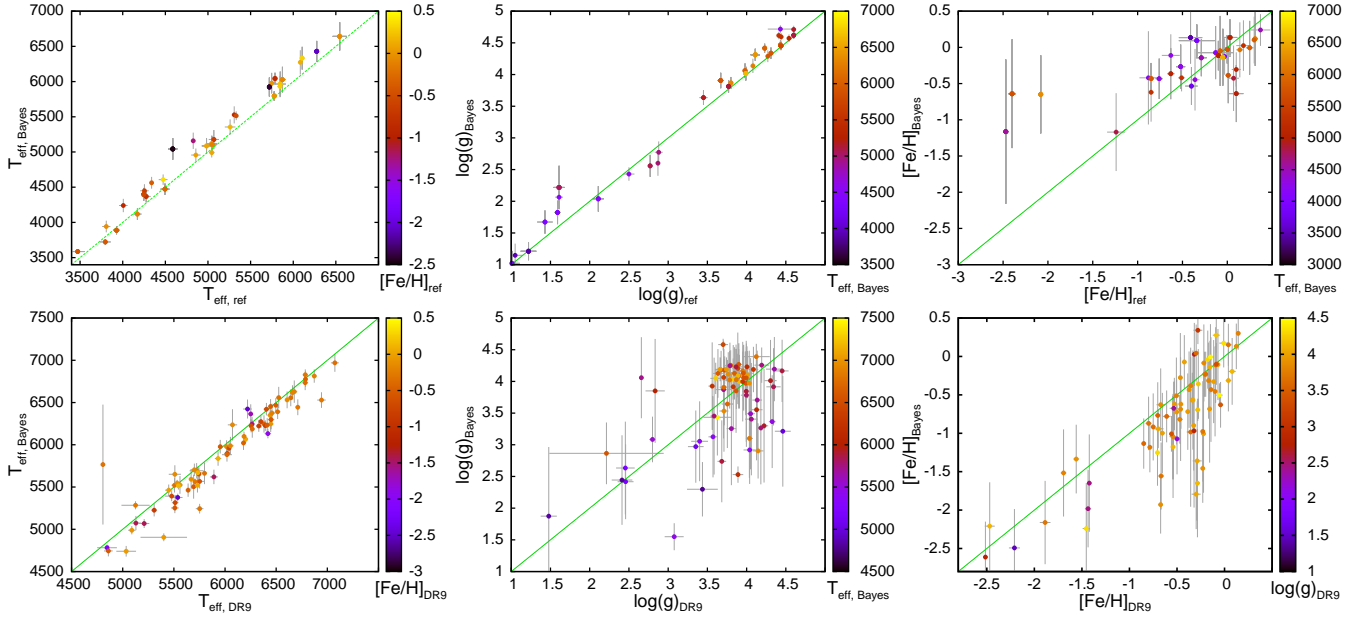 7000 6500 6000 5500 5000 4500 4000 3500
T_eff, Bayes
3500 4000 4500 5000 5500 6000 6500
T_eff, ref
0.5 0 -0.5 -1 -1.5 -2 -2.5
[Fe/H]_ref
5 4.5 4 3.5 3 2.5 2 1.5 1
log(g)_Bayes
1 1.5 2 2.5 3 3.5 4 4.5 5
log(g)_ref
7000 6500 6000 5500 5000 4500 4000 3500
T_eff, Bayes
0.5 0 -0.5 -1 -1.5 -2 -2.5 -3
[Fe/H]_Bayes
-3 -2.5 -2 -1.5 -1 -0.5 0 0.5
[Fe/H]_ref
7000 6500 6000 5500 5000 4500 4000 3500 3000
T_eff, Bayes
7500 7000 6500 6000 5500 5000 4500
T_eff, Bayes
4500 5000 5500 6000 6500 7000
T_eff, DR9
0.5 0 -0.5 -1 -1.5 -2 -2.5 -3
[Fe/H]_DR9
5 4.5 4 3.5 3 2.5 2 1.5 1
log(g)_Bayes
1 1.5 2 2.5 3 3.5 4 4.5 5
log(g)_DR9
7500 7000 6500 6000 5500 5000 4500
T_eff, Bayes
0.5 0 -0.5 -1 -1.5 -2 -2.5
[Fe/H]_Bayes
-2.5 -2 -1.5 -1 -0.5 0 0.5
[Fe/H]_DR9
4.5 4 3.5 3 2.5 2 1.5 1
log(g)_DR9